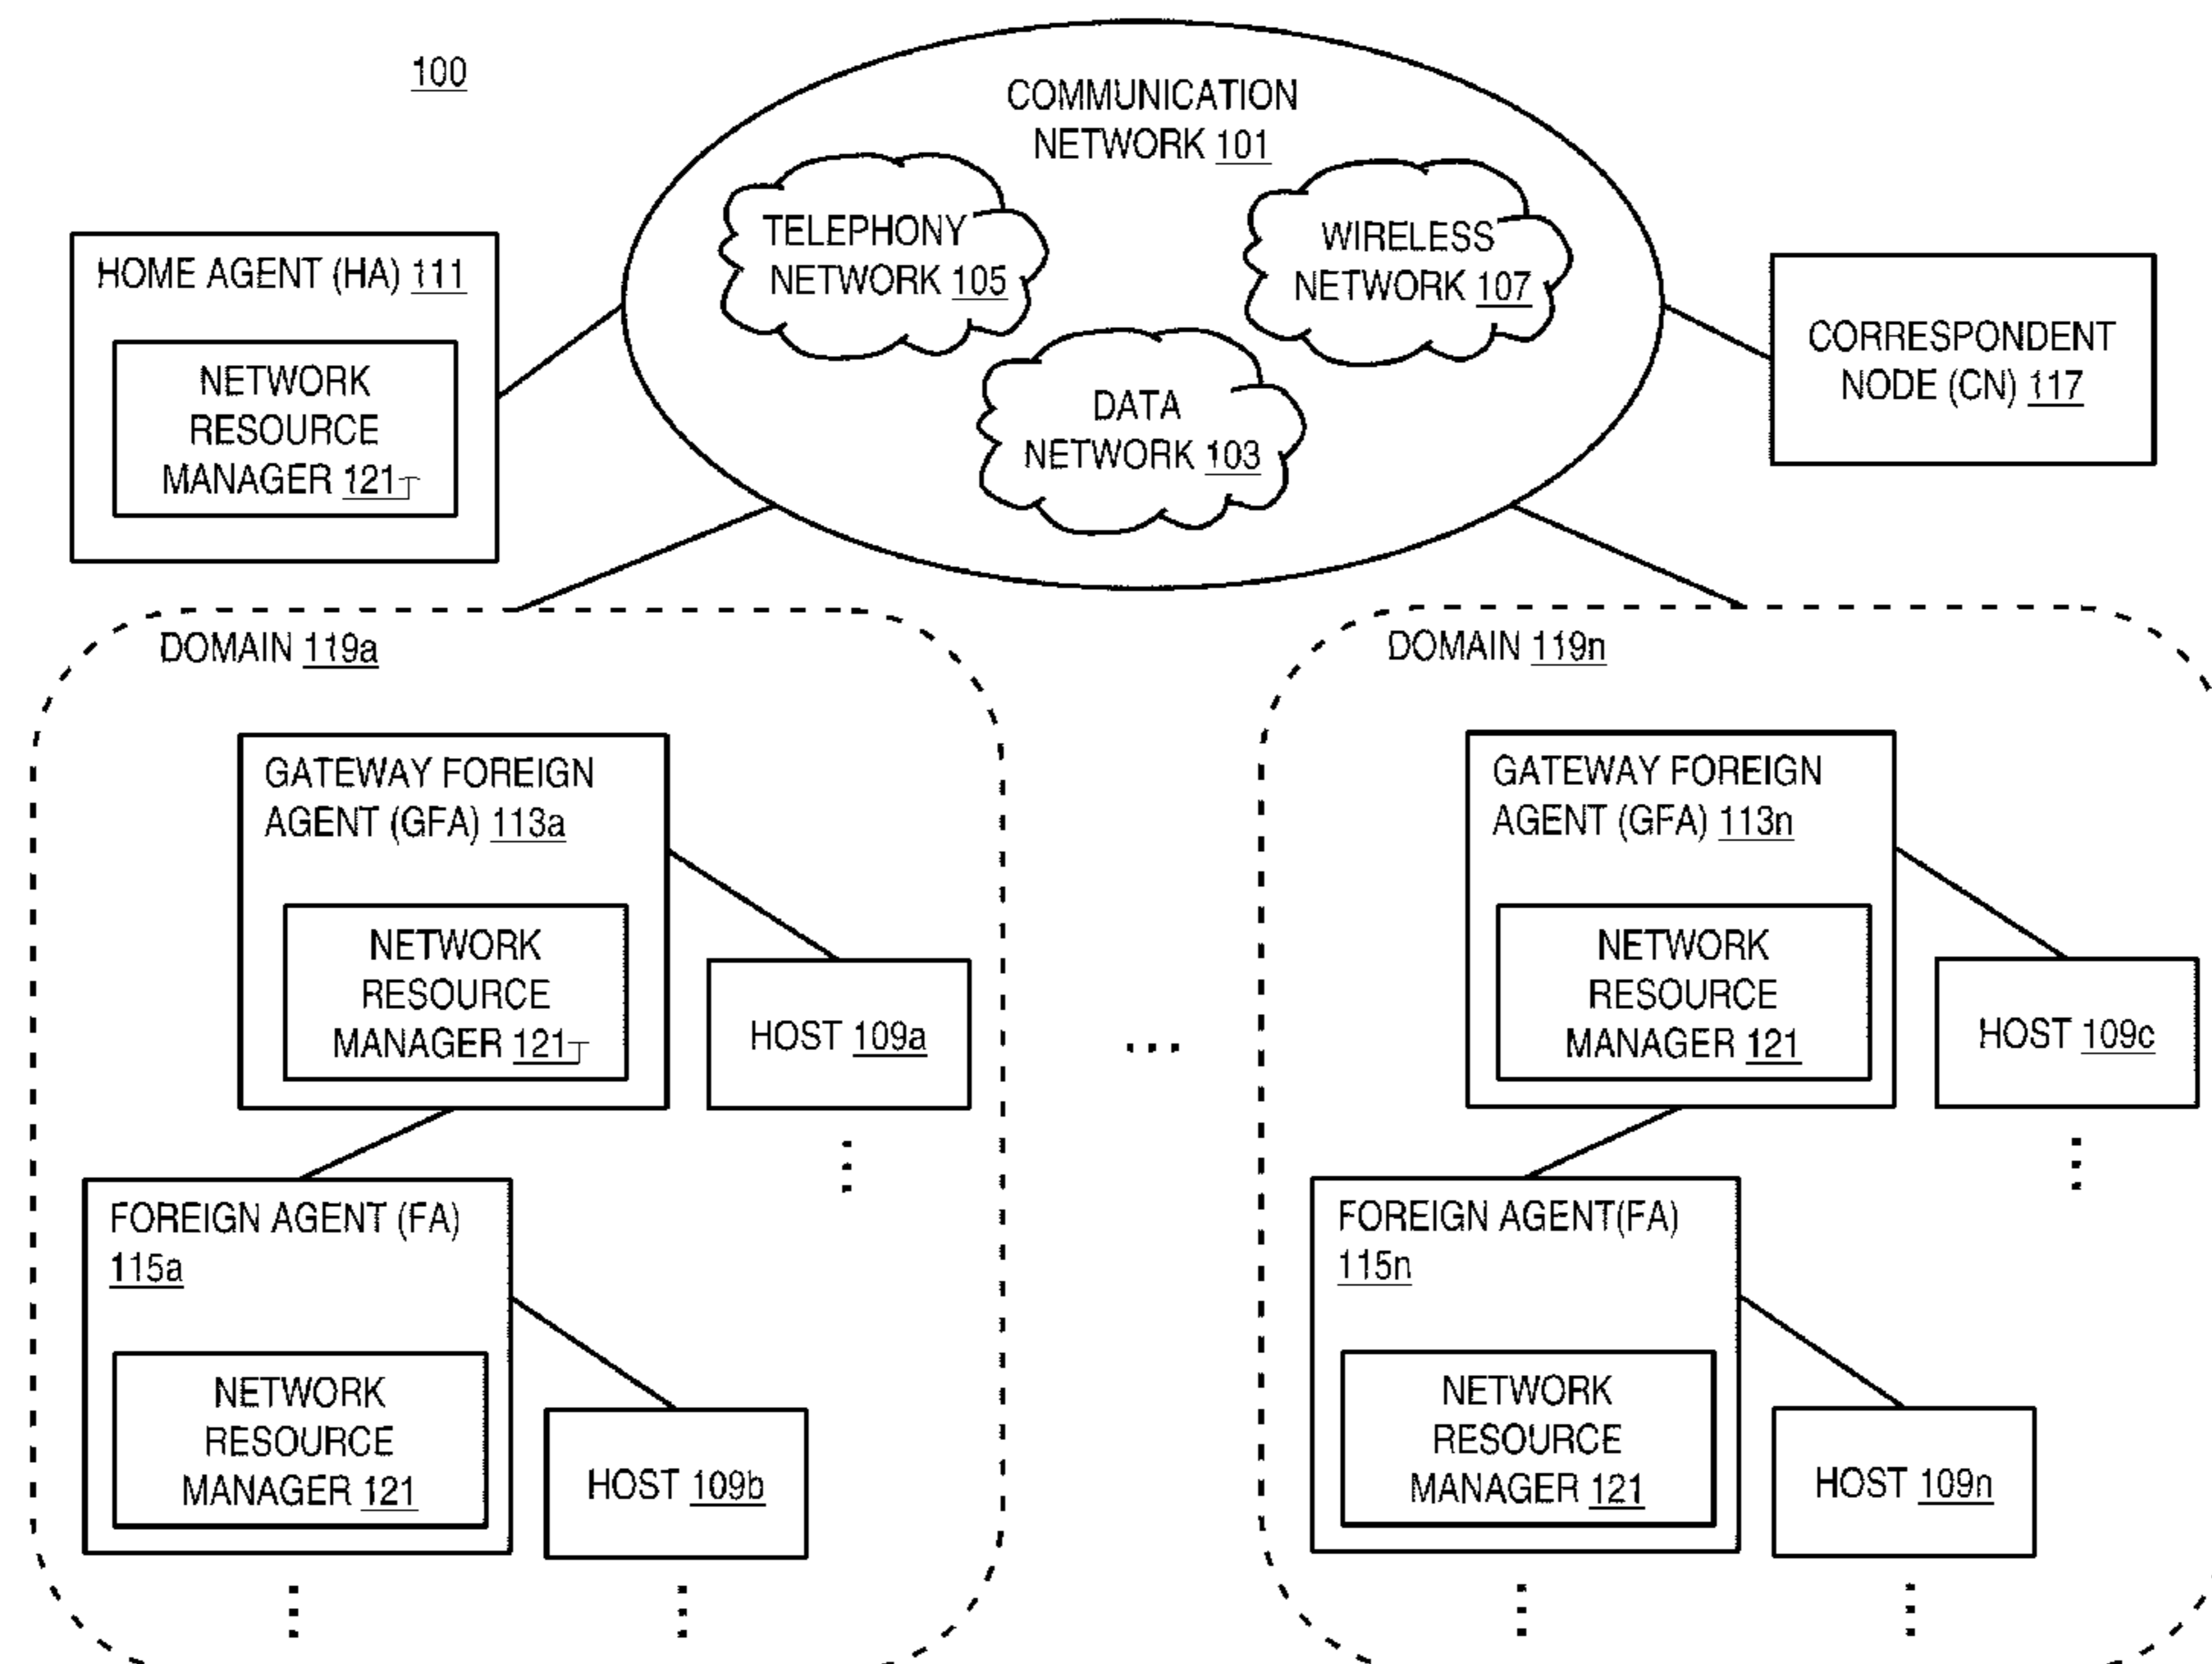 100
COMMUNICATION
NETWORK 101
TELEPHONY
NETWORK 105
WIRELESS
NETWORK 107
DATA
NETWORK 103
HOME AGENT (HA) 111
NETWORK
RESOURCE
MANAGER 121
CORRESPONDENT
NODE (CN) 117
DOMAIN 119a
GATEWAY FOREIGN
AGENT (GFA) 113a
NETWORK
RESOURCE
MANAGER 121
HOST 109a
FOREIGN AGENT (FA)
115a
NETWORK
RESOURCE
MANAGER 121
HOST 109b
...
DOMAIN 119n
GATEWAY FOREIGN
AGENT (GFA) 113n
NETWORK
RESOURCE
MANAGER 121
HOST 109c
FOREIGN AGENT(FA)
115n
NETWORK
RESOURCE
MANAGER 121
HOST 109n